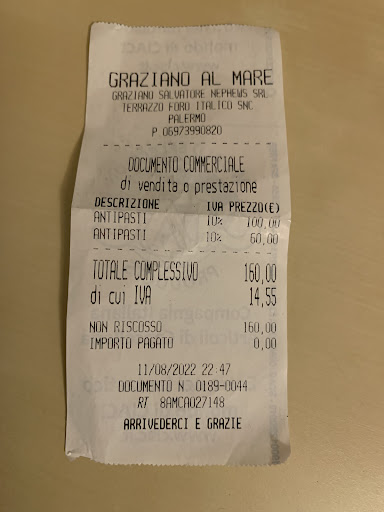 GRAZIANO AL MARE
GRAZIANO SALVATORE NEPHEWS SRL
TERRAZZO FORO ITALICO SNC
PALERMO
P 06973990820
DOCUMENTO COMMERCIALE
di vendita o prestazione
DESCRIZIONE IVA PREZZO(€)
ANTIPASTI 10% 100,00
ANTIPASTI 10% 60,00
TOTALE COMPLESSIVO 160,00
di cui IVA 14,55
NON RISCOSSO 160,00
IMPORTO PAGATO 0,00
11/08/2022 22:47
DOCUMENTO N 0189-0044
RT 8AMCA027148
ARRIVEDERCI E GRAZIE